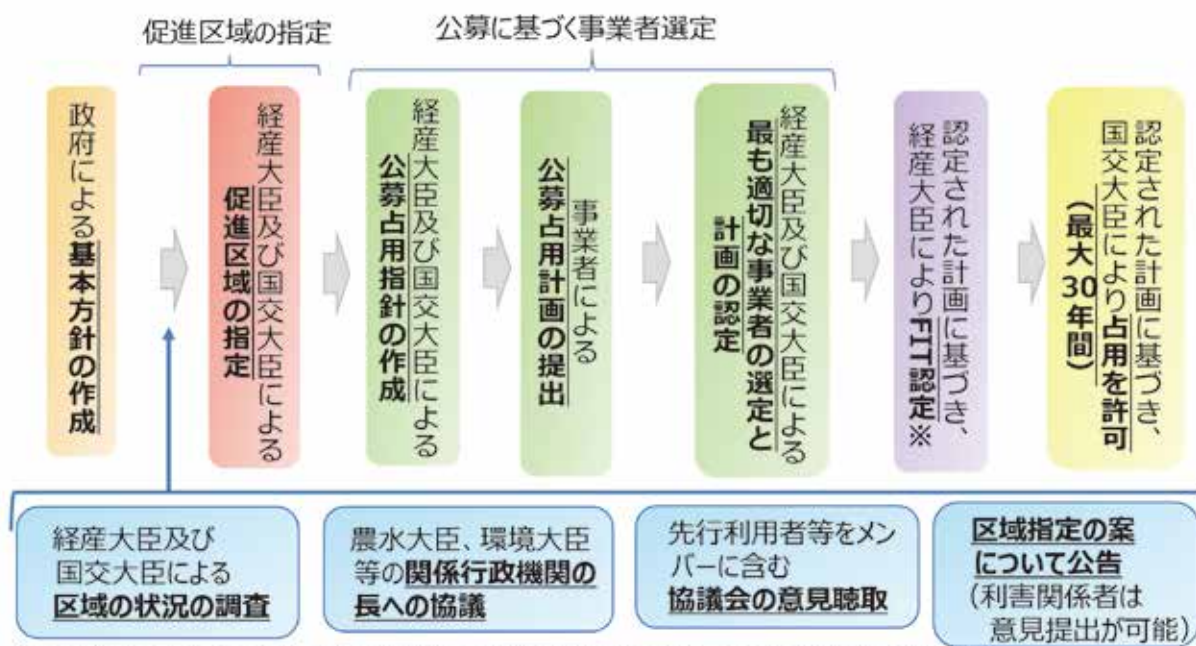 促進区域の指定
公募に基づく事業者選定
政府による基本方針の作成
経産大臣及び国交大臣による
促進区域の指定
経産大臣及び国交大臣による
公募占用指針の作成
事業者による
公募占用計画の提出
経産大臣及び国交大臣による
最も適切な事業者の選定と
計画の認定
認定された計画に基づき、
経産大臣によりFIT認定※
認定された計画に基づき、
国交大臣により占用を許可
(最大30年間)
経産大臣及び
国交大臣による
区域の状況の調査
農水大臣、環境大臣
等の関係行政機関の
長への協議
先行利用者等をメン
バーに含む
協議会の意見聴取
区域指定の案
について公告
(利害関係者は
意見提出が可能)